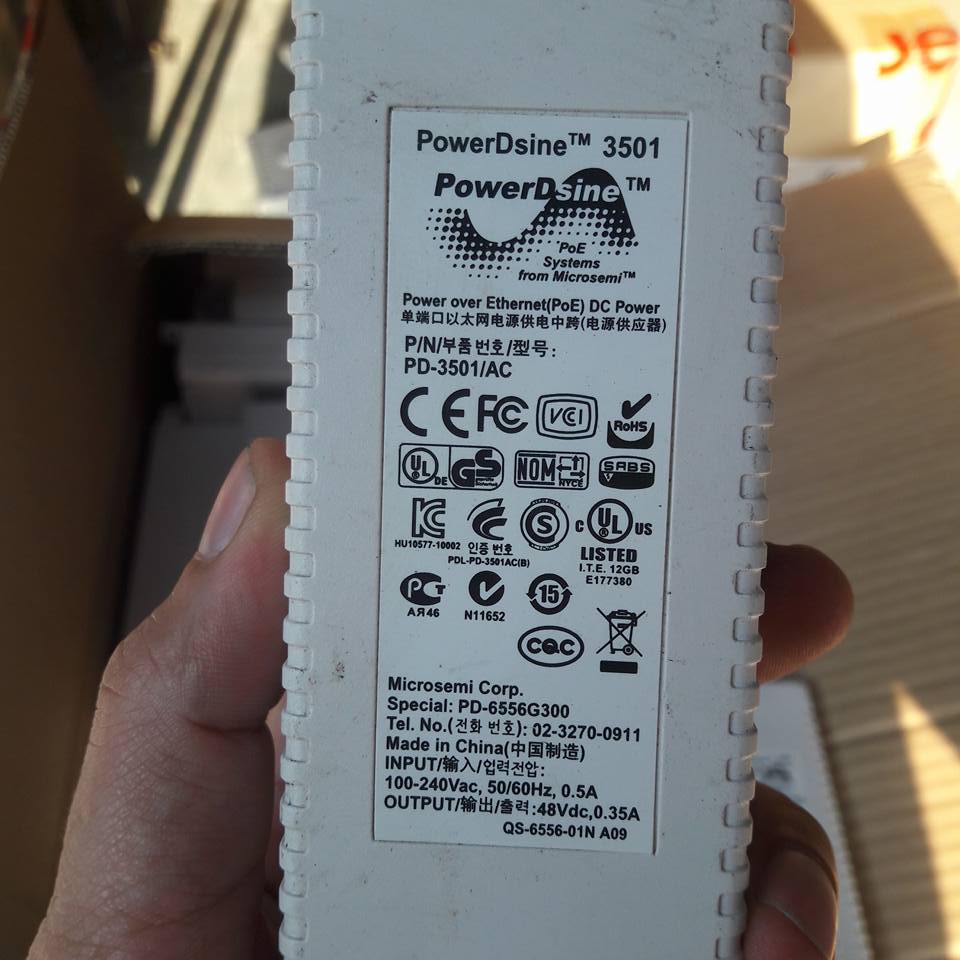 PowerDsine™ 3501
PowerDsine™
PoE
Systems
from Microsemi™
Power over Ethernet(PoE) DC Power
单端口以太网电源供电中跨(电源供应器)
P/N/부품 번호/型号:
PD-3501/AC
CE FC VCI RoHS
UL DE GS NOM NYCE SABS
KC S c UL US
HU10577-10002 인증 번호 LISTED
PDL-PD-3501AC(B) I.T.E. 12GB
E177380
РСТ 15
АЯ46 N11652
CQC
Microsemi Corp.
Special: PD-6556G300
Tel. No.(전화 번호): 02-3270-0911
Made in China(中国制造)
INPUT/输入/입력전압:
100-240Vac, 50/60Hz, 0.5A
OUTPUT/输出/출력:48Vdc,0.35A
QS-6556-01N A09